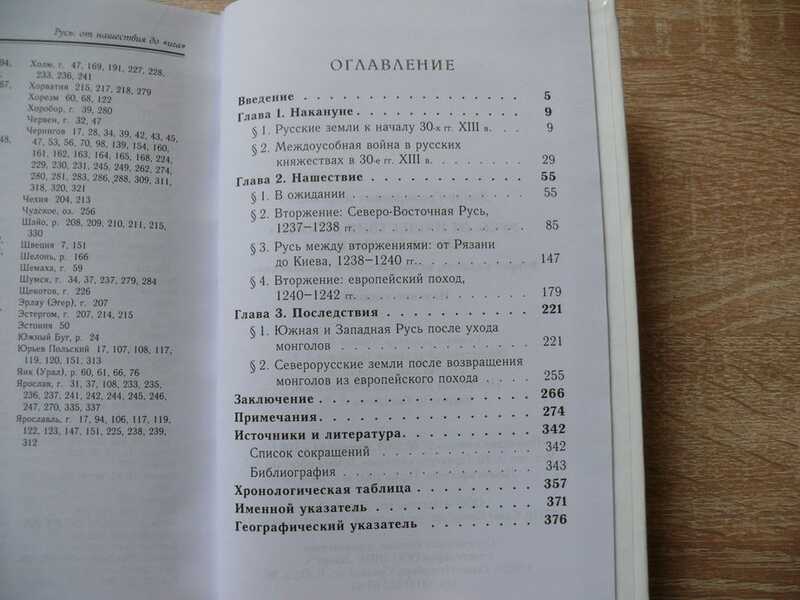 Русь: от нашествия до «ига»
94.
67.
48.
Холм, г. 47, 169, 191, 227, 228,
233, 236, 241
Хорватия 215, 217, 218, 279
Хорезм 60, 68, 122
Хоробор, г. 39, 280
Червен, г. 32, 47
Чернигов 17, 28, 34, 39, 42, 43, 45,
47, 53, 56, 70, 98, 139, 154, 160,
161, 162, 163, 164, 165, 168, 224,
229, 230, 231, 245, 249, 262, 274,
280, 281, 283, 286, 288, 309, 311,
318, 320, 321
Чехия 204, 213
Чудское, оз. 256
Шайо, р. 208, 209, 210, 211, 215,
330
Швеция 7, 151
Шелонь, р. 166
Шемаха, г. 59
Шумск, г. 34, 37, 237, 279, 284
Щекотов, г. 226
Эрлау (Эгер), г. 207
Эстергом, г. 207, 214, 215
Эстония 50
Южный Буг, р. 24
Юрьев Польский 17, 107, 108, 117,
119, 120, 151, 313
Яик (Урал), р. 60, 61, 66, 76
Ярослав, г. 31, 37, 108, 233, 235,
236, 237, 241, 242, 244, 245, 246,
247, 270, 335, 337
Ярославль, г. 17, 94, 106, 117, 119,
122, 123, 147, 151, 225, 238, 239,
312
ОГЛАВЛЕНИЕ
Введение . . . . . . . . . . . . . . . . 5
Глава 1. Накануне . . . . . . . . . . . . 9
§ 1. Русские земли к началу 30-х гг. XIII в. . . . 9
§ 2. Междоусобная война в русских
княжествах в 30-е гг. XIII в. . . . . . . . 29
Глава 2. Нашествие . . . . . . . . . . . . 55
§ 1. В ожидании . . . . . . . . . . . . 55
§ 2. Вторжение: Северо-Восточная Русь,
1237—1238 гг. . . . . . . . . . . . . 85
§ 3. Русь между вторжениями: от Рязани
до Киева, 1238—1240 гг. . . . . . . . . 147
§ 4. Вторжение: европейский поход,
1240—1242 гг. . . . . . . . . . . . . 179
Глава 3. Последствия . . . . . . . . . . . 221
§ 1. Южная и Западная Русь после ухода
монголов . . . . . . . . . . . . . 221
§ 2. Северорусские земли после возвращения
монголов из европейского похода . . . . 255
Заключение . . . . . . . . . . . . . . . 266
Примечания . . . . . . . . . . . . . . . 274
Источники и литература . . . . . . . . . . 342
Список сокращений . . . . . . . . . . . 342
Библиография . . . . . . . . . . . . . 343
Хронологическая таблица . . . . . . . . . 357
Именной указатель . . . . . . . . . . . . 371
Географический указатель . . . . . . . . . 376